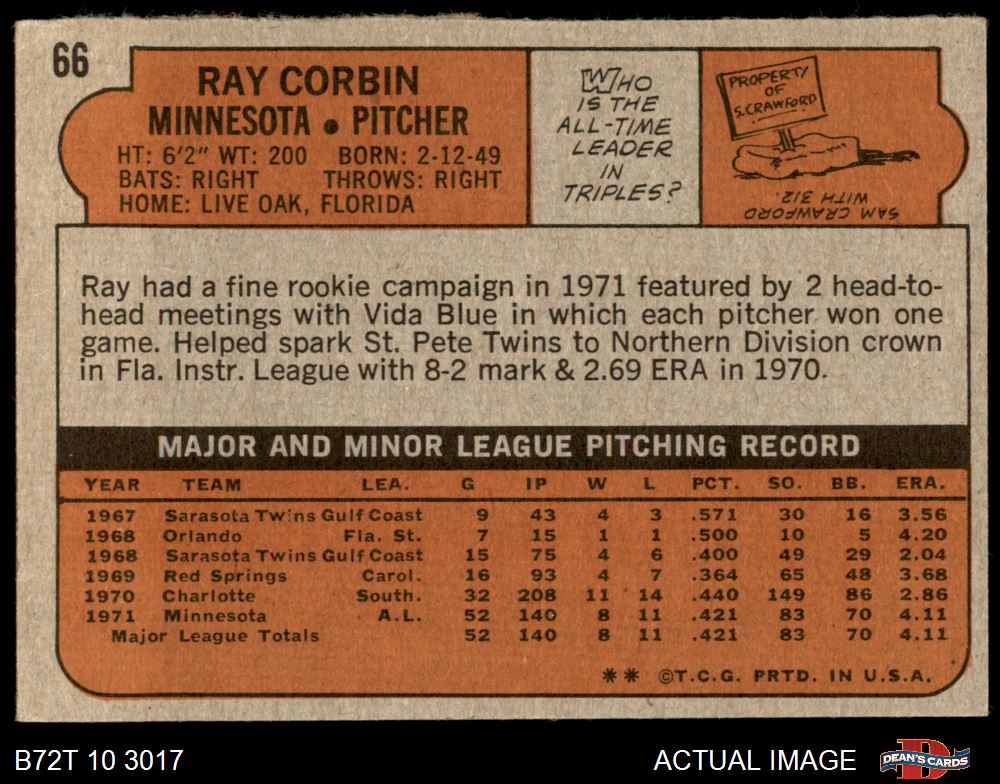 66
RAY CORBIN
MINNESOTA • PITCHER
HT: 6'2" WT: 200 BORN: 2-12-49
BATS: RIGHT THROWS: RIGHT
HOME: LIVE OAK, FLORIDA
WHO
IS THE
ALL-TIME
LEADER
IN
TRIPLES?
PROPERTY
OF
S. CRAWFORD
SAM CRAWFORD
WITH 312.
Ray had a fine rookie campaign in 1971 featured by 2 head-to-
head meetings with Vida Blue in which each pitcher won one
game. Helped spark St. Pete Twins to Northern Division crown
in Fla. Instr. League with 8-2 mark & 2.69 ERA in 1970.
MAJOR AND MINOR LEAGUE PITCHING RECORD
YEAR TEAM LEA. G IP W L PCT. SO. BB. ERA.
1967 Sarasota Twins Gulf Coast 9 43 4 3 .571 30 16 3.56
1968 Orlando Fla. St. 7 15 1 1 .500 10 5 4.20
1968 Sarasota Twins Gulf Coast 15 75 4 6 .400 49 29 2.04
1969 Red Springs Carol. 16 93 4 7 .364 65 48 3.68
1970 Charlotte South. 32 208 11 14 .440 149 86 2.86
1971 Minnesota A.L. 52 140 8 11 .421 83 70 4.11
Major League Totals 52 140 8 11 .421 83 70 4.11
** ©T.C.G. PRTD. IN U.S.A.
B72T 10 3017
ACTUAL IMAGE
D
DEAN'S CARDS